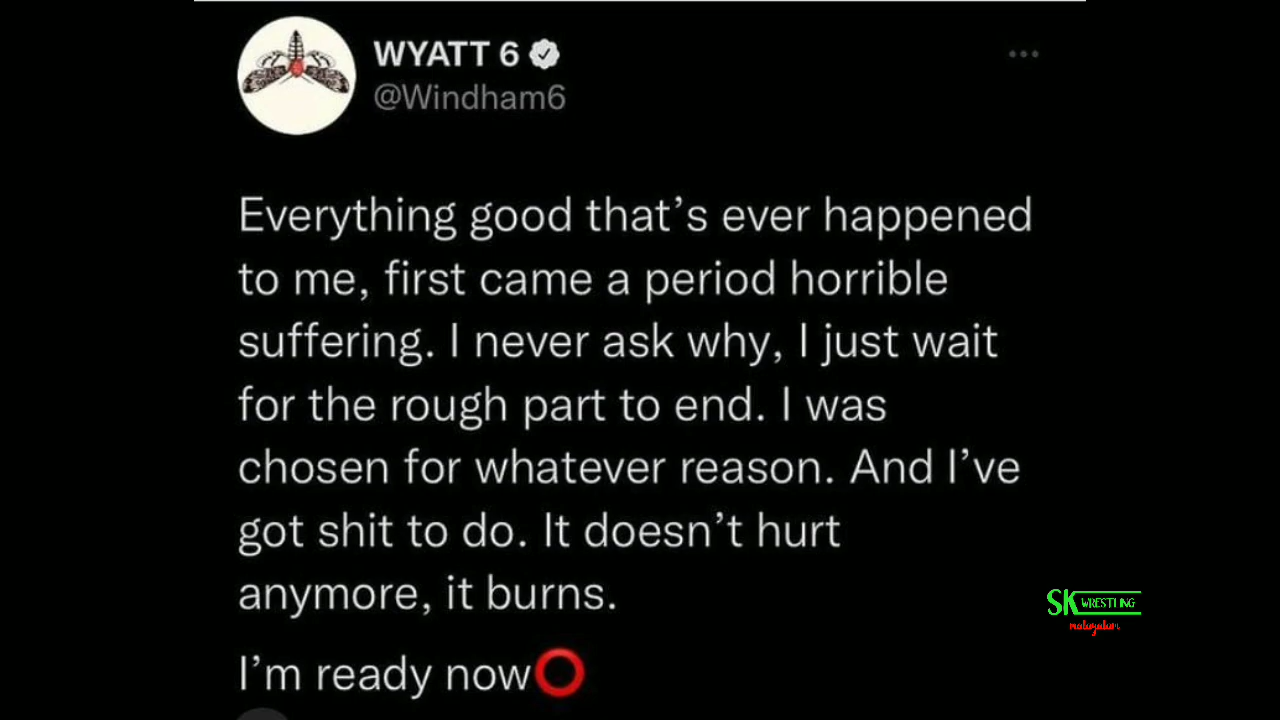 WYATT 6
@Windham6
Everything good that’s ever happened
to me, first came a period horrible
suffering. I never ask why, I just wait
for the rough part to end. I was
chosen for whatever reason. And I’ve
got shit to do. It doesn’t hurt
anymore, it burns.
I’m ready now⭕
SK WRESTLING
malayalam